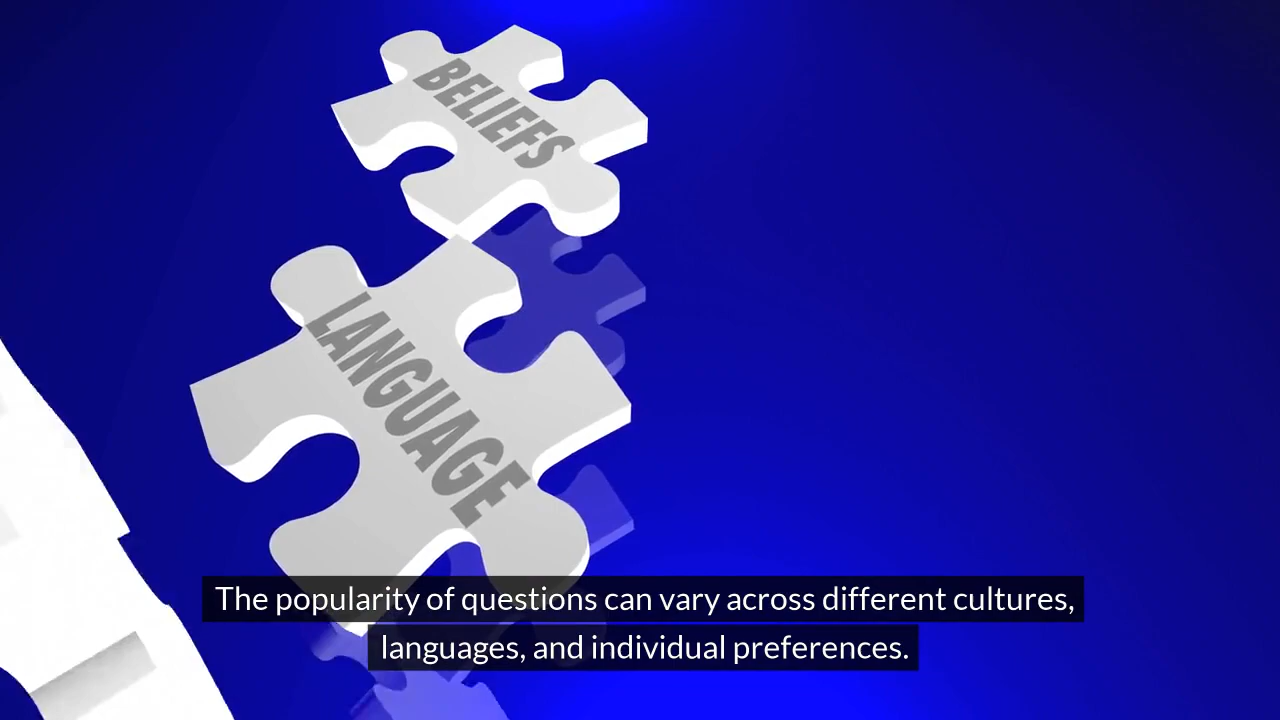 BELIEFS
LANGUAGE
The popularity of questions can vary across different cultures,
languages, and individual preferences.